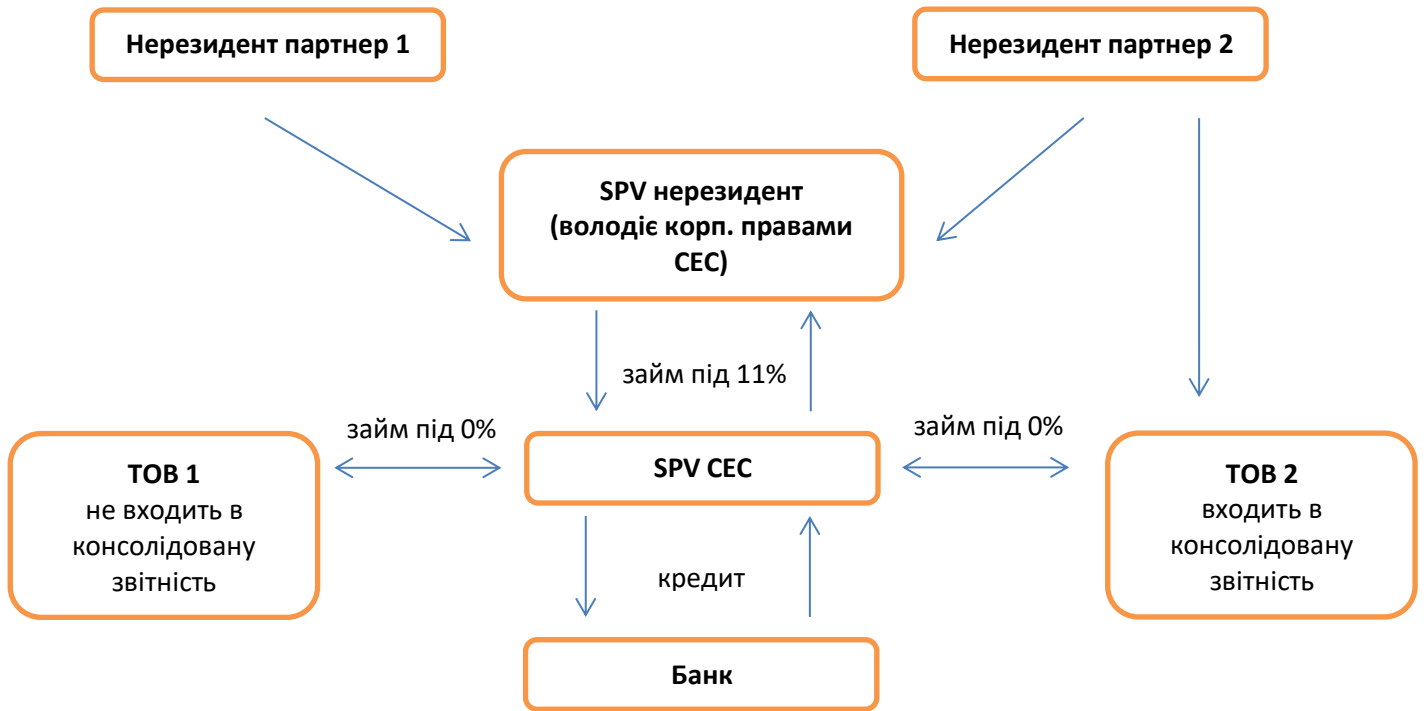 Нерезидент партнер 1
Нерезидент партнер 2
SPV нерезидент
(володіє корп. правами
СЕС)
займ під 11%
займ під 0%
займ під 0%
ТОВ 1
не входить в
консолідовану
звітність
SPV СЕС
ТОВ 2
входить в
консолідовану
звітність
кредит
Банк